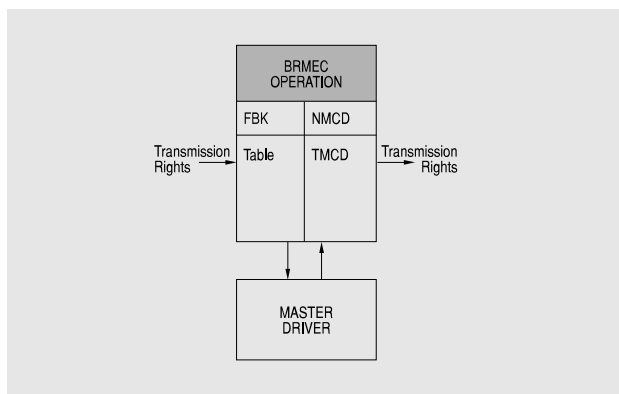 BRMEC
OPERATION
FBK
NMCD
Transmission
Rights
Table
TMCD
Transmission
Rights
MASTER
DRIVER